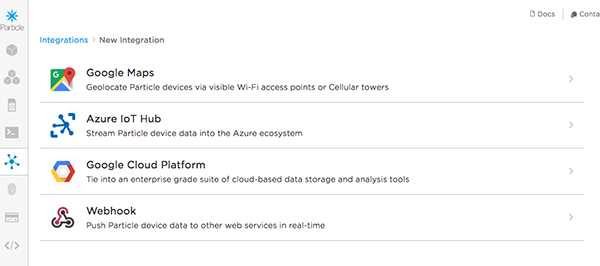 Particle
Docs
Conta
Integrations > New Integration
Google Maps
Geolocate Particle devices via visible Wi-Fi access points or Cellular towers
Azure IoT Hub
Stream Particle device data into the Azure ecosystem
Google Cloud Platform
Tie into an enterprise grade suite of cloud-based data storage and analysis tools
Webhook
Push Particle device data to other web services in real-time